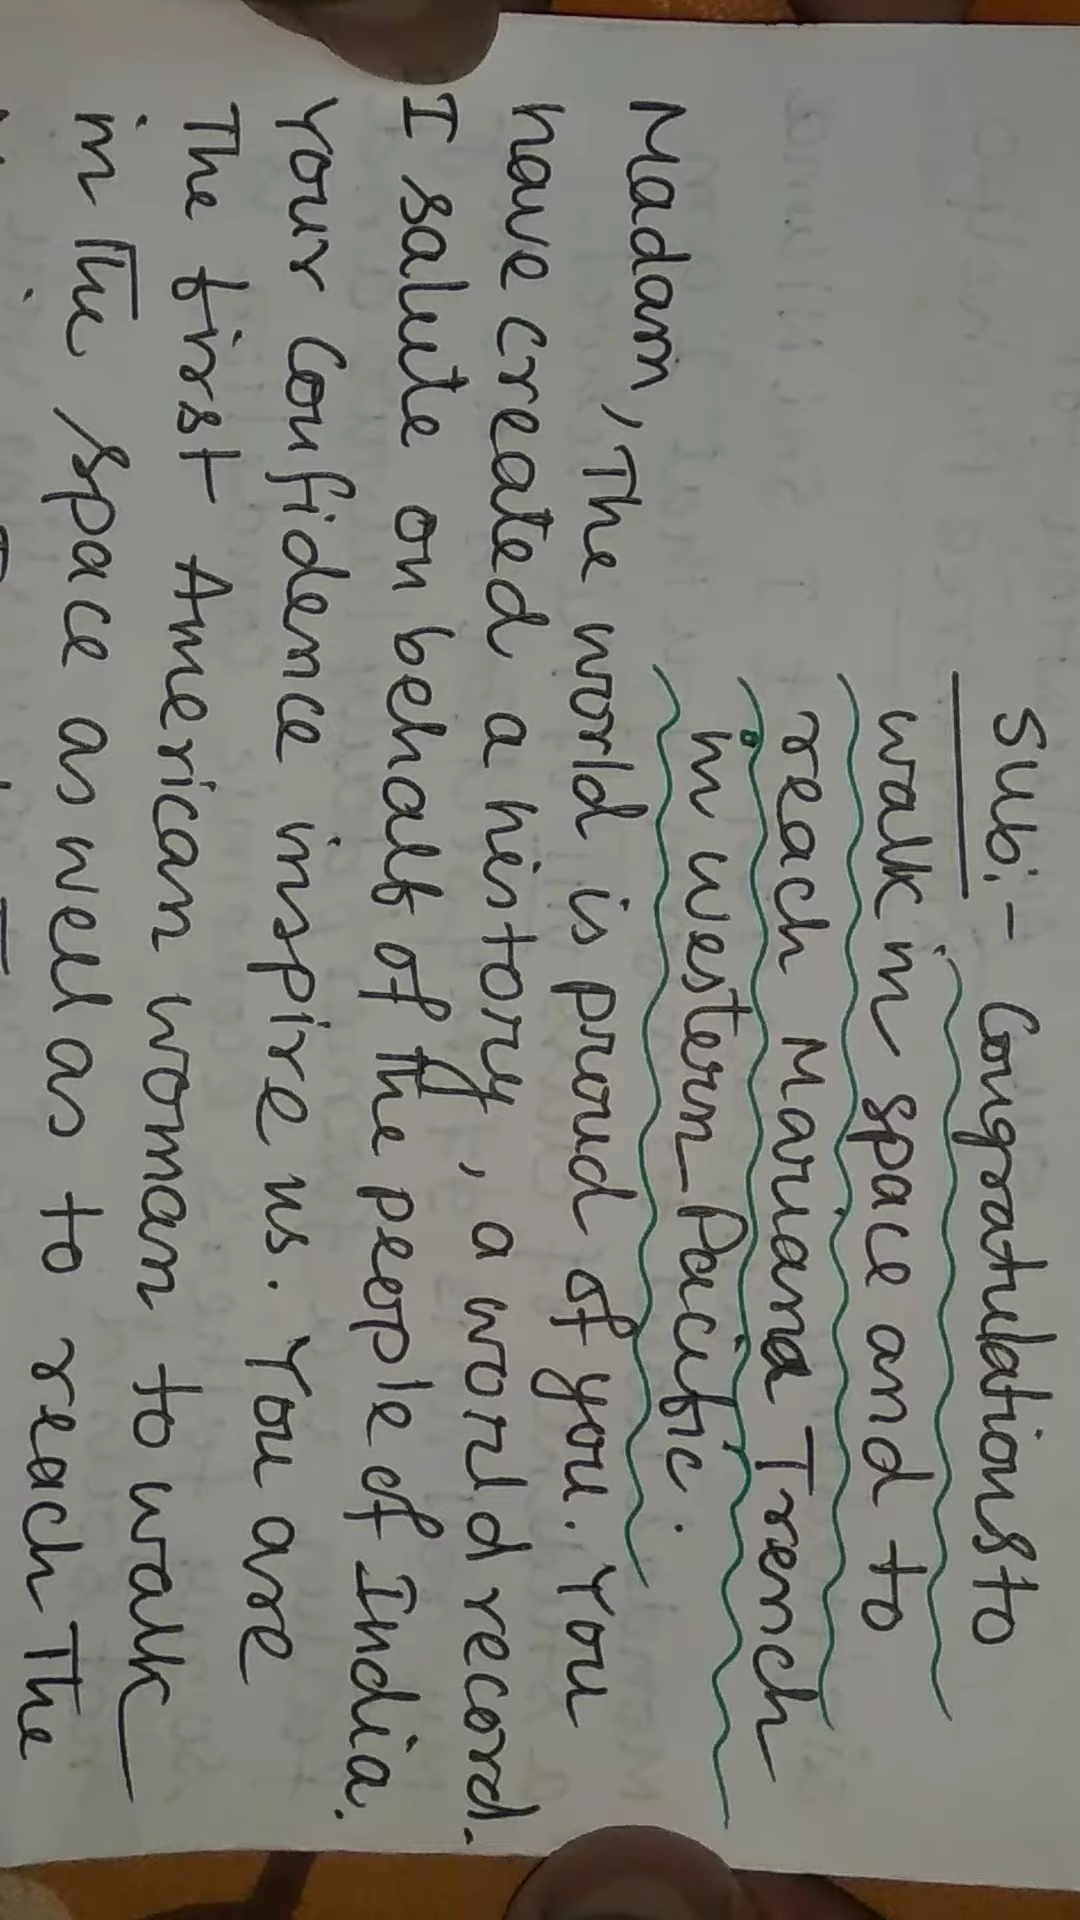 Sub:- Congratulations to
walk in space and to
reach Mariana Trench
in western Pacific.
Madam, The world is proud of you. You
have created a history, a world record.
I salute on behalf of the people of India.
Your Confidence inspire us. You are
The first American woman to walk
in the space as well as to reach The